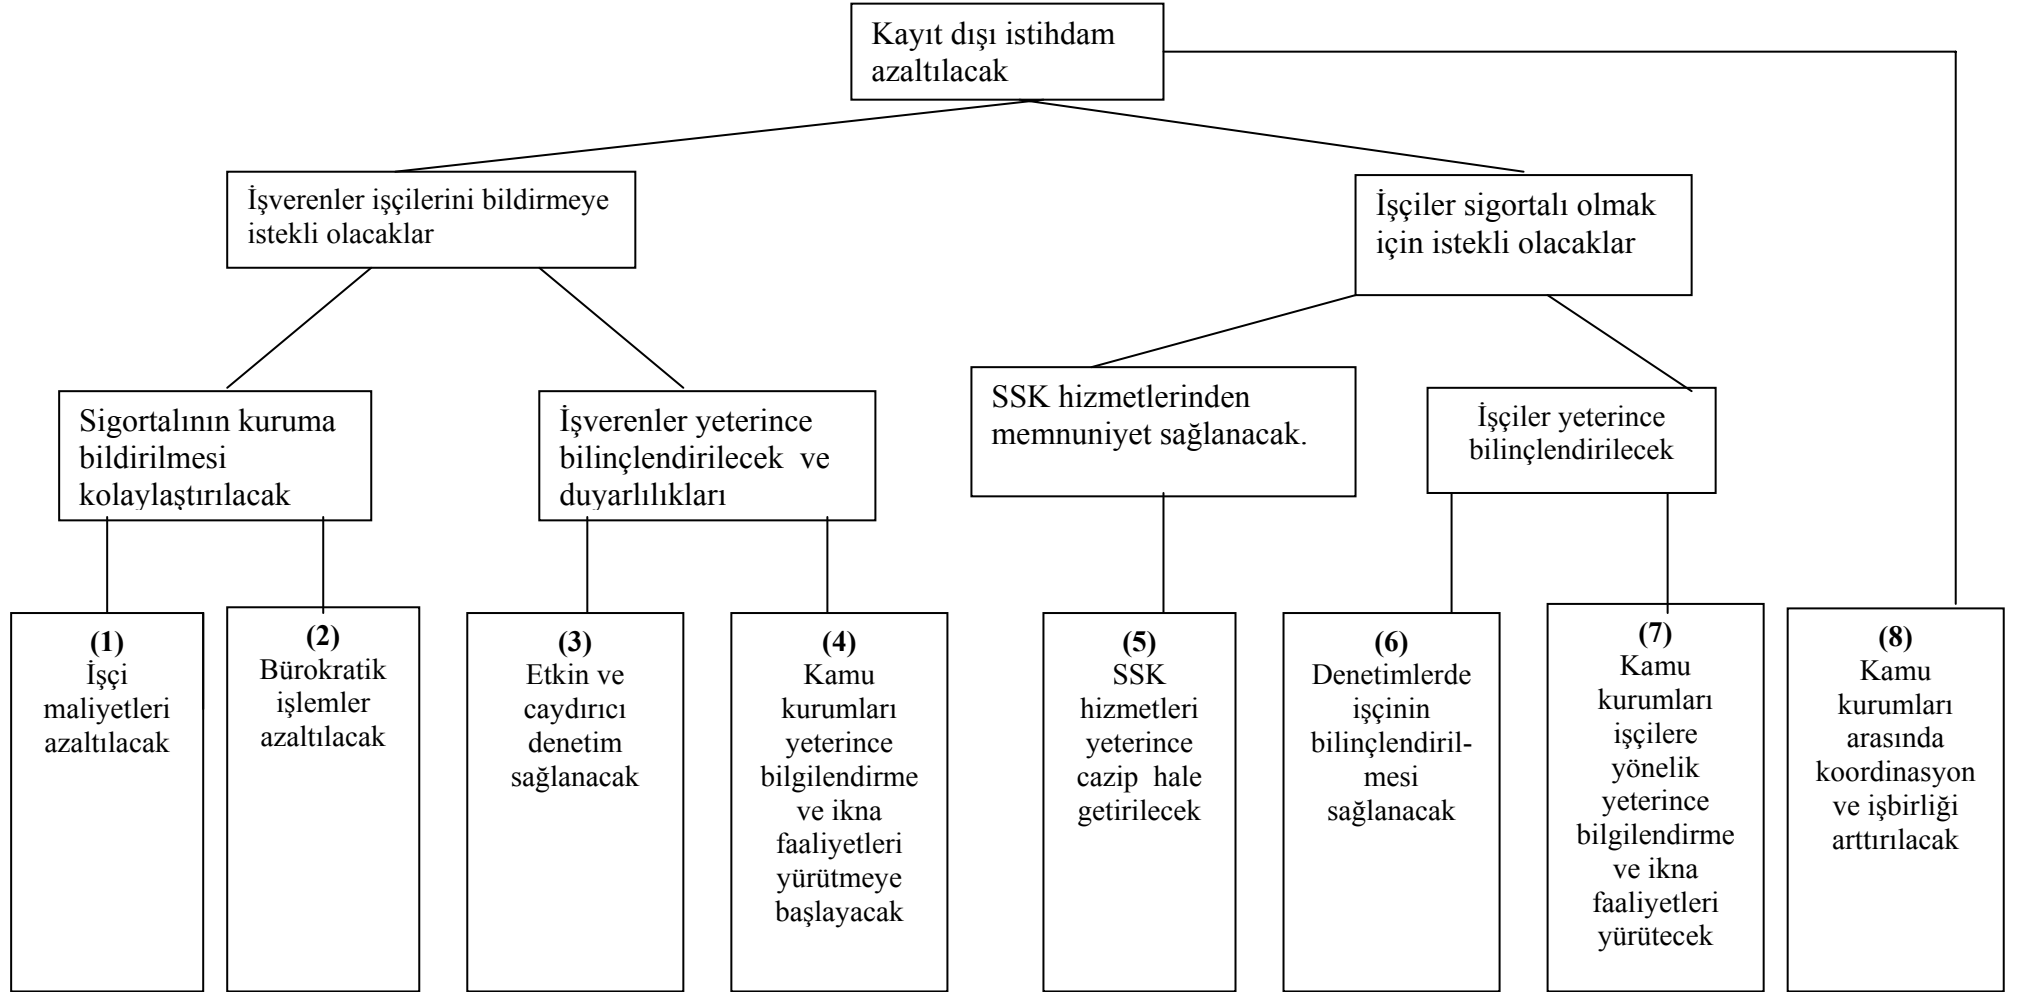 Kayıt dışı istihdam
azaltılacak
İşverenler işçilerini bildirmeye
istekli olacaklar
İşçiler sigortalı olmak
için istekli olacaklar
Sigortalının kuruma
bildirilmesi
kolaylaştırılacak
İşverenler yeterince
bilinçlendirilecek ve
duyarlılıkları
SSK hizmetlerinden
memnuniyet sağlanacak.
İşçiler yeterince
bilinçlendirilecek
(1)
İşçi
maliyetleri
azaltılacak
(2)
Bürokratik
işlemler
azaltılacak
(3)
Etkin ve
caydırıcı
denetim
sağlanacak
(4)
Kamu
kurumları
yeterince
bilgilendirme
ve ikna
faaliyetleri
yürütmeye
başlayacak
(5)
SSK
hizmetleri
yeterince
cazip hale
getirilecek
(6)
Denetimlerde
işçinin
bilinçlendiril-
mesi
sağlanacak
(7)
Kamu
kurumları
işçilere
yönelik
yeterince
bilgilendirme
ve ikna
faaliyetleri
yürütecek
(8)
Kamu
kurumları
arasında
koordinasyon
ve işbirliği
arttırılacak